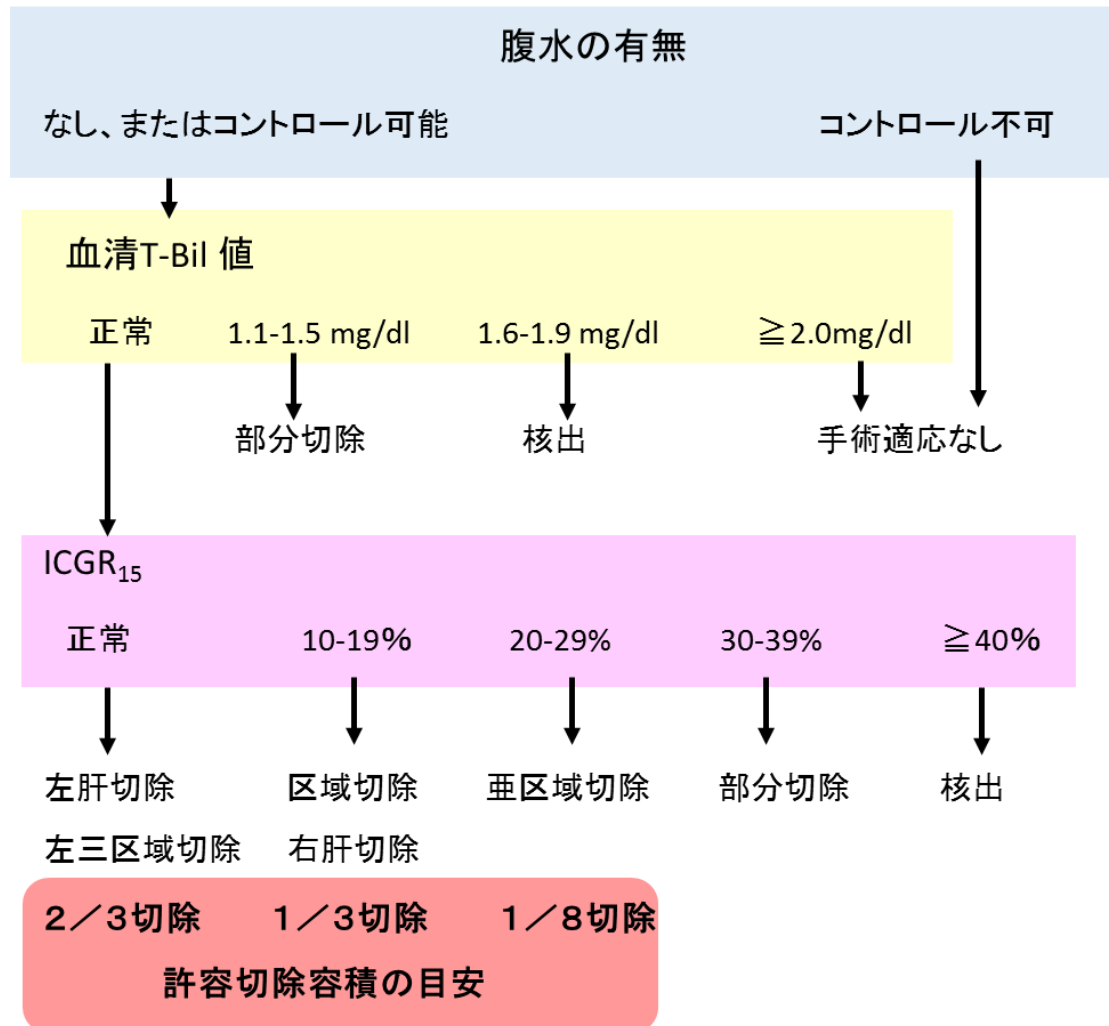 腹水の有無
なし、またはコントロール可能 コントロール不可
血清T-Bil 値
正常 1.1-1.5 mg/dl 1.6-1.9 mg/dl ≧2.0mg/dl
部分切除 核出 手術適応なし
ICGR₁₅
正常 10-19% 20-29% 30-39% ≧40%
左肝切除 区域切除 亜区域切除 部分切除 核出
左三区域切除 右肝切除
2/3切除 1/3切除 1/8切除
許容切除容積の目安